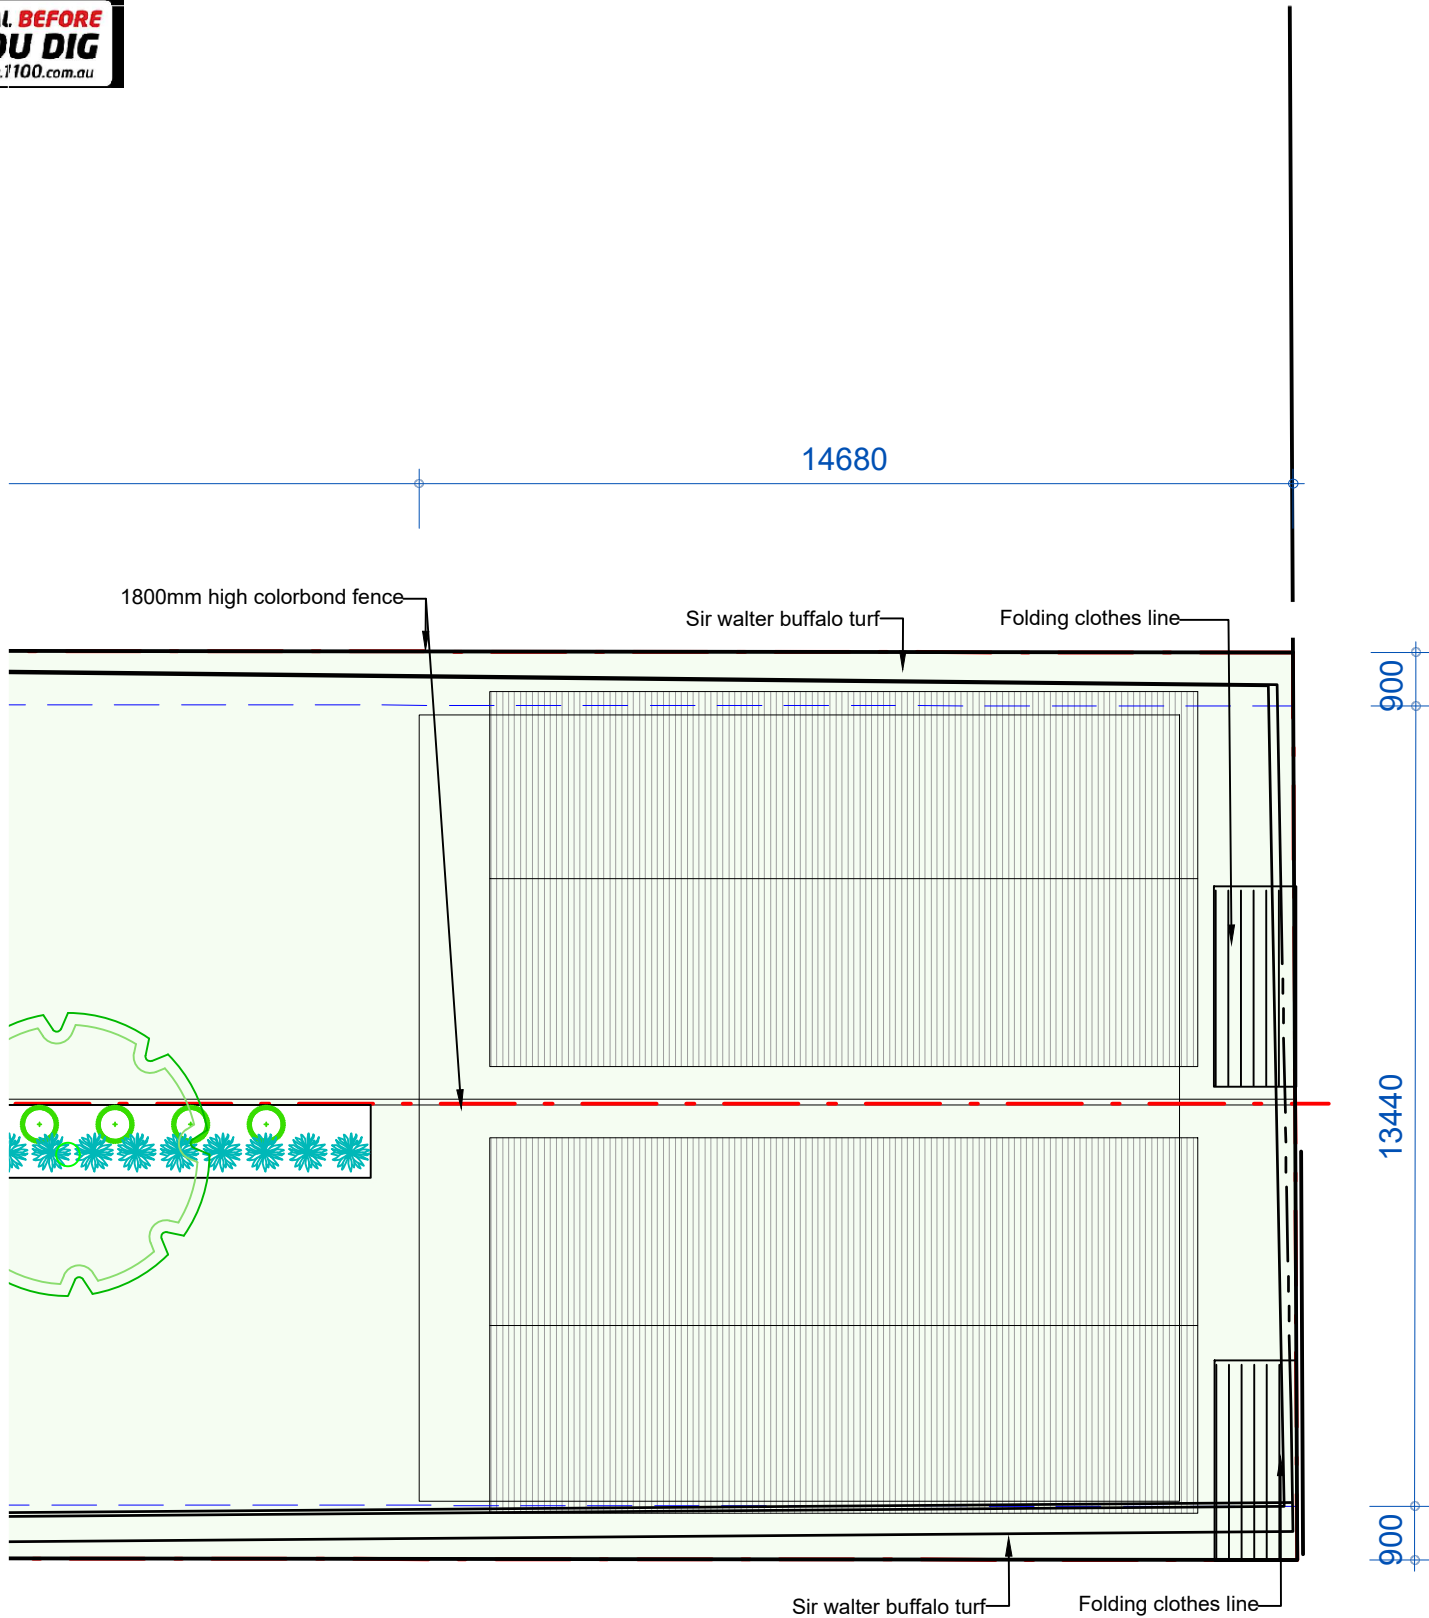 BEFORE
OU DIG
1100.com.au
14680
1800mm high colorbond fence
Sir walter buffalo turf
Folding clothes line
900
13440
900
Sir walter buffalo turf
Folding clothes line